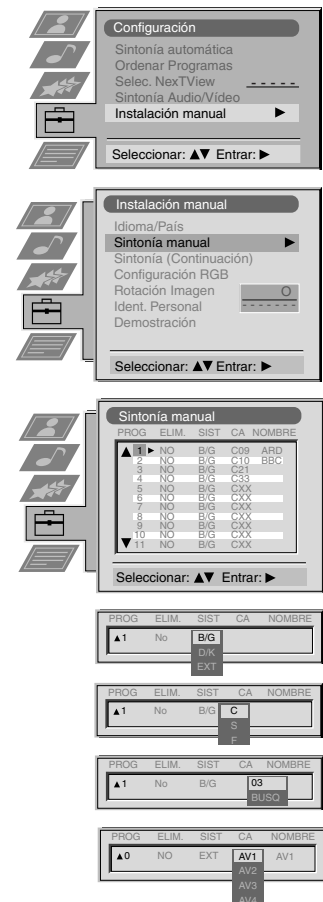 Configuración
Sintonía automática
Ordenar Programas
Selec. NexTView - - - - -
Sintonía Audio/Vídeo
Instalación manual ►
Seleccionar: ▲▼ Entrar: ►
Instalación manual
Idioma/País
Sintonía manual ►
Sintonía (Continuación)
Configuración RGB
Rotación Imagen O
Ident. Personal - - - - - - -
Demostración
Seleccionar: ▲▼ Entrar: ►
Sintonía manual
PROG ELIM. SIST CA NOMBRE
▲ 1 ► NO B/G C09 ARD
2 NO B/G C10 BBC
3 NO B/G C21
4 NO B/G C33
5 NO B/G CXX
6 NO B/G CXX
7 NO B/G CXX
8 NO B/G CXX
9 NO B/G CXX
10 NO B/G CXX
▼ 11 NO B/G CXX
Seleccionar: ▲▼ Entrar: ►
PROG ELIM. SIST CA NOMBRE
▲1 No B/G
D/K
EXT
PROG ELIM. SIST CA NOMBRE
▲1 No B/G C
S
F
PROG ELIM. SIST CA NOMBRE
▲1 No B/G 03
BUSQ
PROG ELIM. SIST CA NOMBRE
▲0 NO EXT AV1 AV1
AV2
AV3
AV4